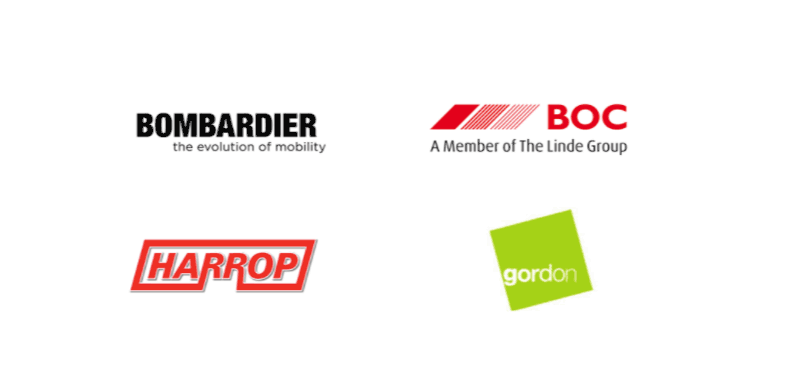 BOMBARDIER
the evolution of mobility
BOC
A Member of The Linde Group
HARROP
gordon